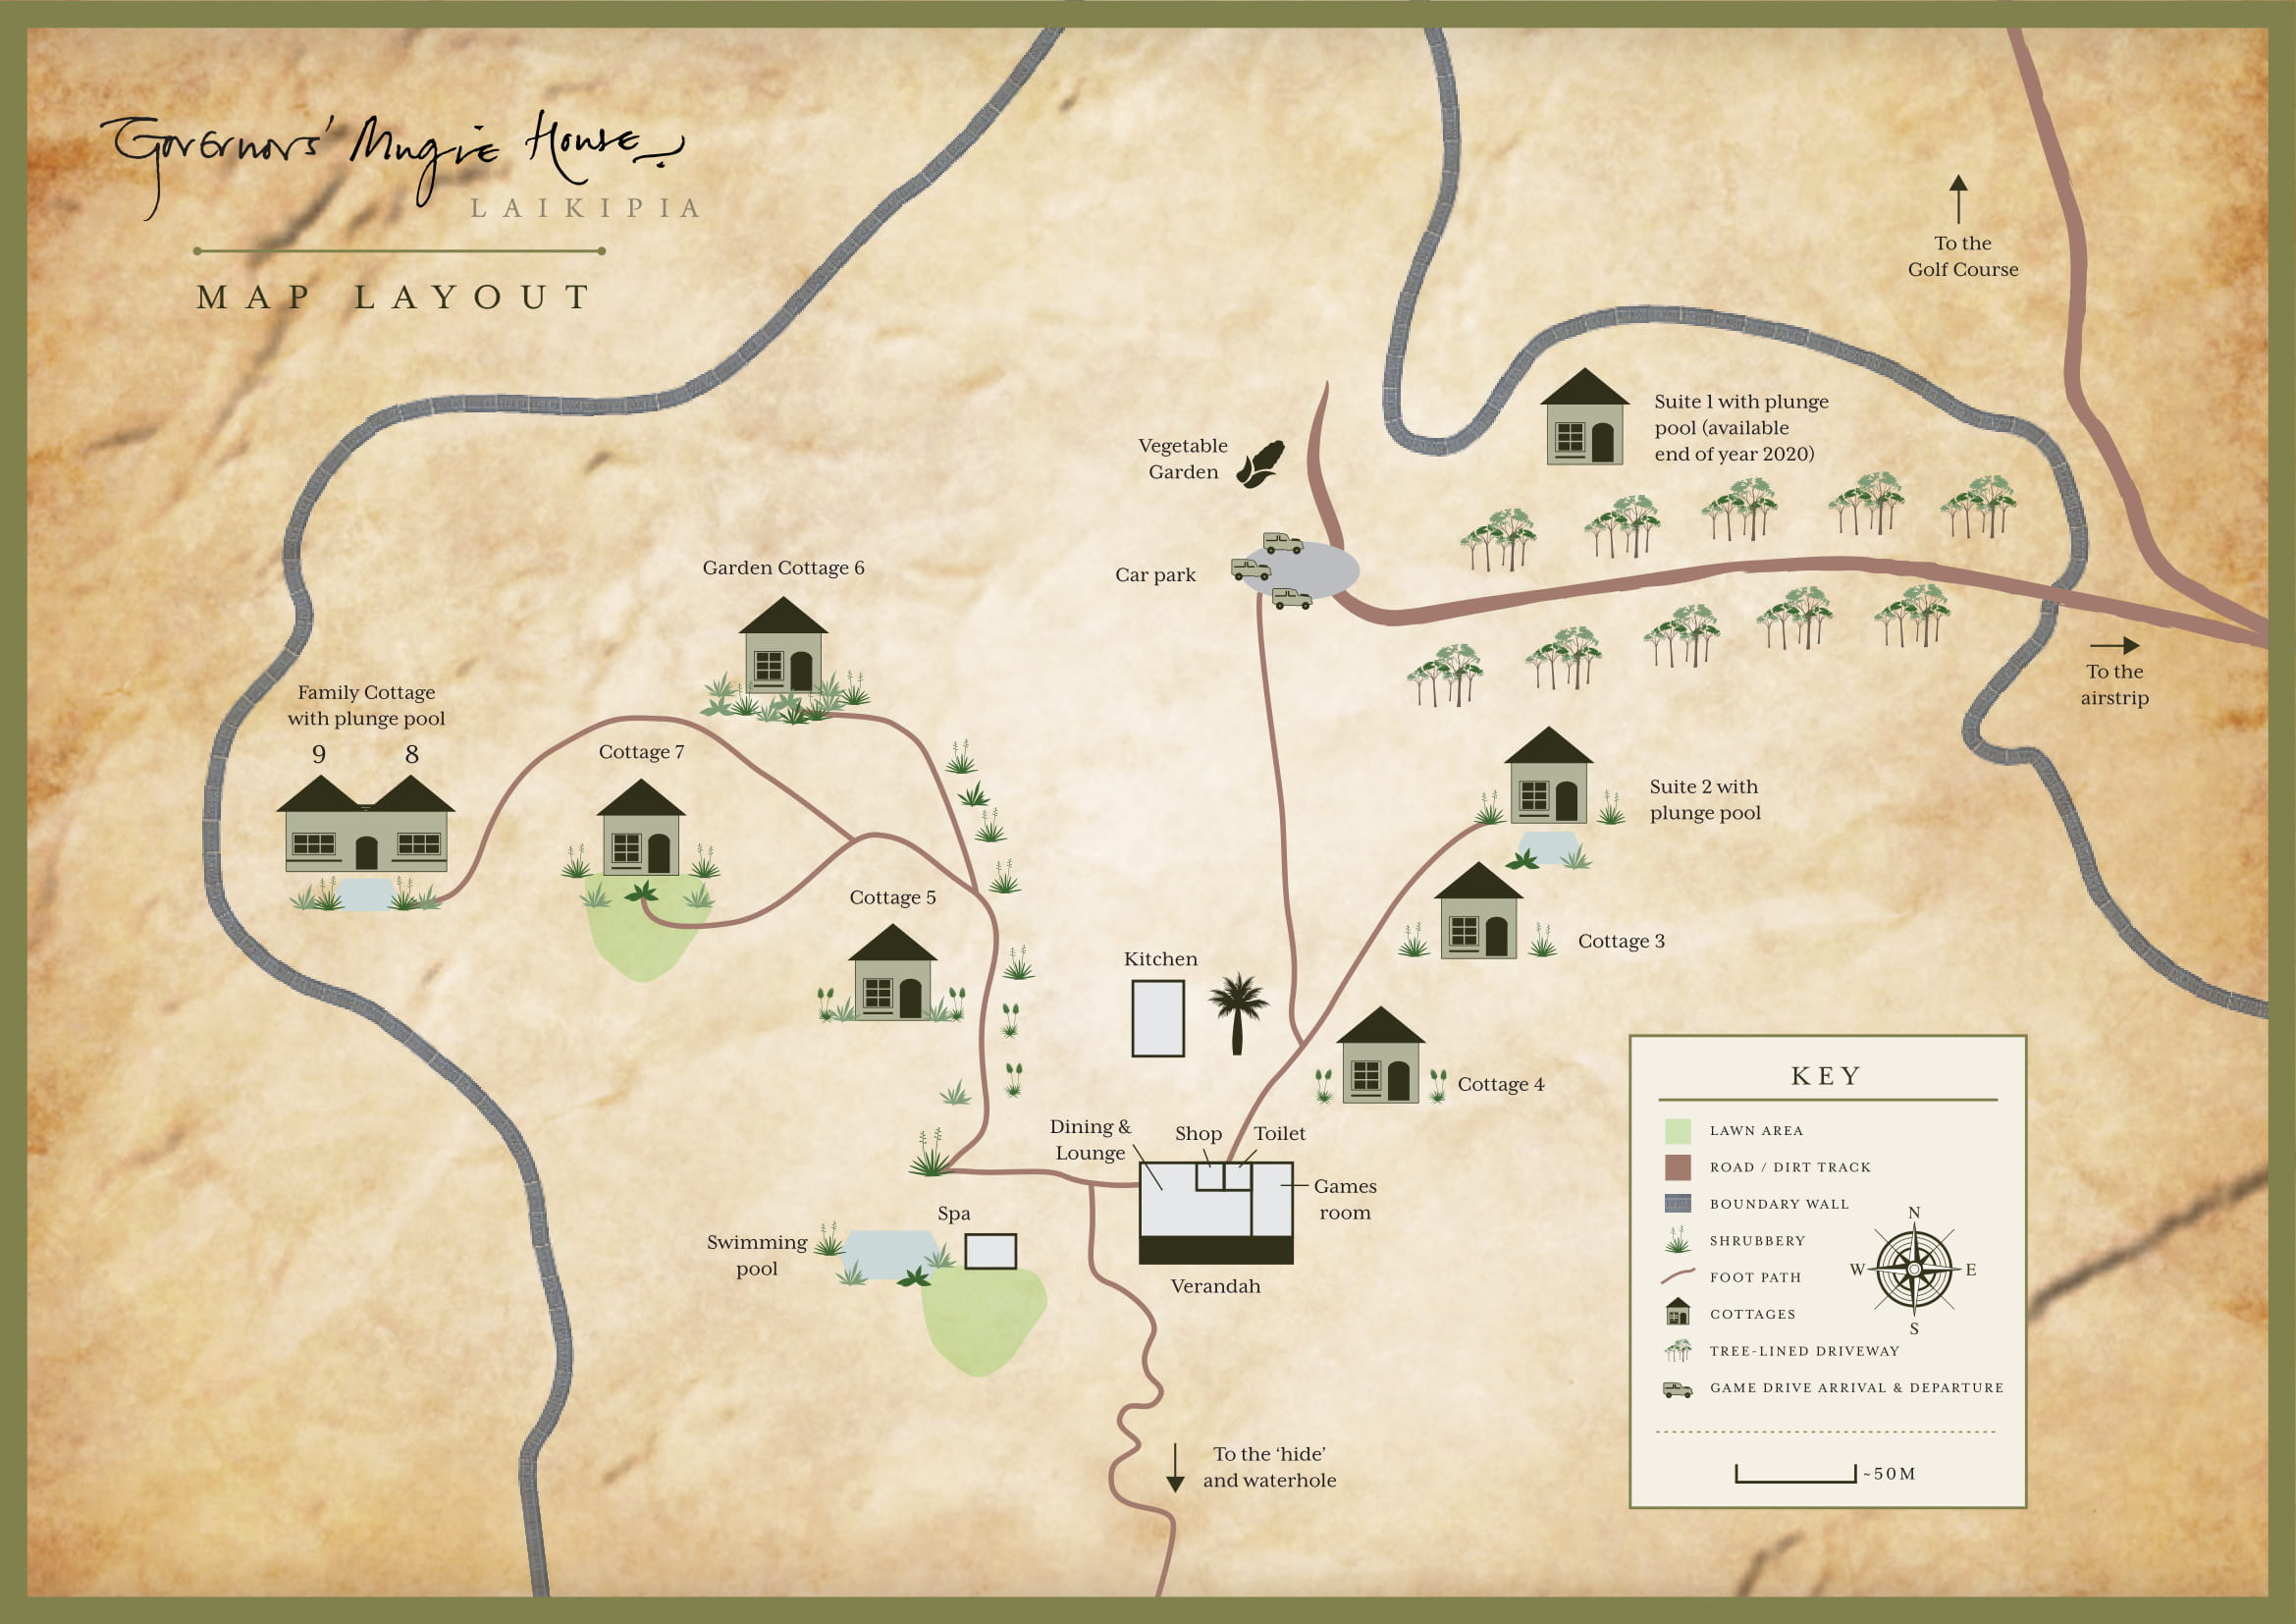 Governors' Mugie House
LAIKIPIA
MAP LAYOUT
To the
Golf Course
Suite 1 with plunge
pool (available
end of year 2020)
Vegetable
Garden
Car park
Garden Cottage 6
To the
airstrip
Family Cottage
with plunge pool
9 8
Cottage 7
Suite 2 with
plunge pool
Cottage 5
Cottage 3
Kitchen
Cottage 4
Dining &
Lounge
Shop
Toilet
Games
room
Spa
Swimming
pool
Verandah
To the ‘hide’
and waterhole
KEY
LAWN AREA
ROAD / DIRT TRACK
BOUNDARY WALL
SHRUBBERY
FOOT PATH
COTTAGES
TREE-LINED DRIVEWAY
GAME DRIVE ARRIVAL & DEPARTURE
N
W E
S
~50M